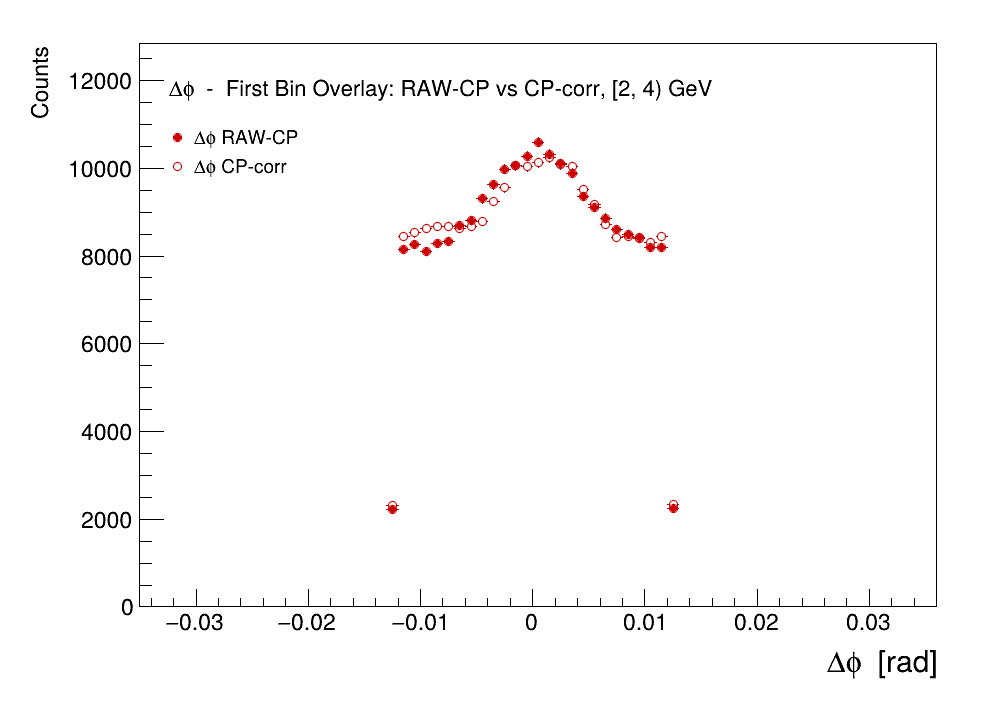 Counts
12000
Δϕ - First Bin Overlay: RAW-CP vs CP-corr, [2, 4) GeV
Δϕ RAW-CP
Δϕ CP-corr
10000
8000
6000
4000
2000
0
−0.03 −0.02 −0.01 0 0.01 0.02 0.03
Δϕ [rad]